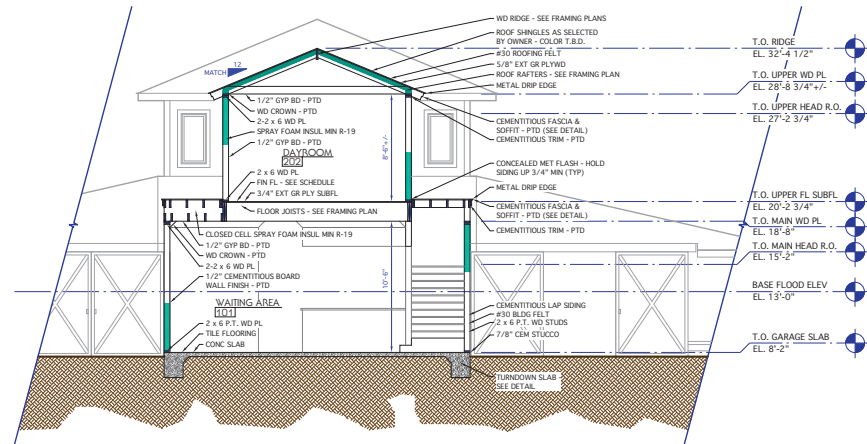 WD RIDGE - SEE FRAMING PLANS
ROOF SHINGLES AS SELECTED
BY OWNER - COLOR T.B.D.
#30 ROOFING FELT
5/8" EXT GR PLYWD
ROOF RAFTERS - SEE FRAMING PLAN
METAL DRIP EDGE
12
MATCH
1/2" GYP BD - PTD
WD CROWN - PTD
2-2 x 6 WD PL
SPRAY FOAM INSUL MIN R-19
1/2" GYP BD - PTD
DAYROOM
202
8'-6"+/-
CEMENTITIOUS FASCIA &
SOFFIT - PTD (SEE DETAIL)
CEMENTITIOUS TRIM - PTD
CONCEALED MET FLASH - HOLD
SIDING UP 3/4" MIN (TYP)
2 x 6 WD PL
FIN FL - SEE SCHEDULE
3/4" EXT GR PLY SUBFL
FLOOR JOISTS - SEE FRAMING PLAN
METAL DRIP EDGE
CEMENTITIOUS FASCIA &
SOFFIT - PTD (SEE DETAIL)
CEMENTITIOUS TRIM - PTD
CLOSED CELL SPRAY FOAM INSUL MIN R-19
1/2" GYP BD - PTD
WD CROWN - PTD
2-2 x 6 WD PL
1/2" CEMENTITIOUS BOARD
WALL FINISH - PTD
10'-6"
WAITING AREA
101
2 x 6 P.T. WD PL
TILE FLOORING
CONC SLAB
CEMENTITIOUS LAP SIDING
#30 BLDG FELT
2 x 6 P.T. WD STUDS
7/8" CEM STUCCO
TURNDOWN SLAB -
SEE DETAIL
T.O. RIDGE
EL. 32'-4 1/2"
T.O. UPPER WD PL
EL. 28'-8 3/4"+/-
T.O. UPPER HEAD R.O.
EL. 27'-2 3/4"
T.O. UPPER FL SUBFL
EL. 20'-2 3/4"
T.O. MAIN WD PL
EL. 18'-8"
T.O. MAIN HEAD R.O.
EL. 15'-2"
BASE FLOOD ELEV
EL. 13'-0"
T.O. GARAGE SLAB
EL. 8'-2"